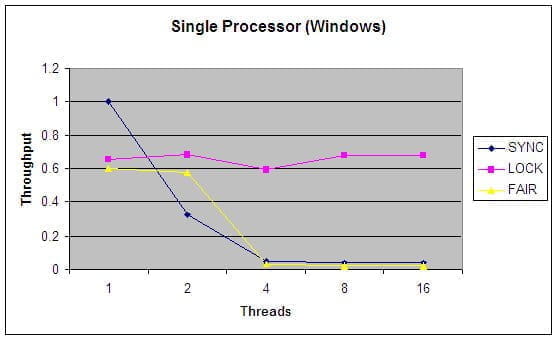 Single Processor (Windows)
1.2
1
0.8
0.6
0.4
0.2
0
Throughput
1 2 4 8 16
Threads
SYNC
LOCK
FAIR